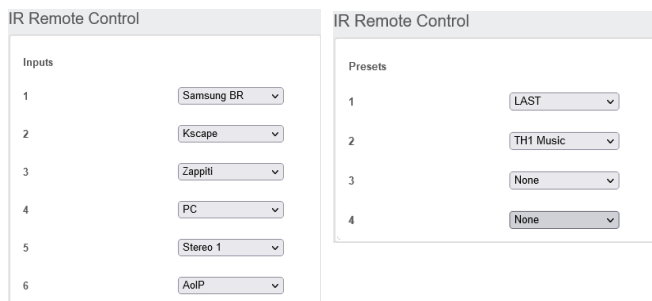 IR Remote Control
Inputs
1 Samsung BR
2 Kscape
3 Zappiti
4 PC
5 Stereo 1
6 AoIP
IR Remote Control
Presets
1 LAST
2 TH1 Music
3 None
4 None